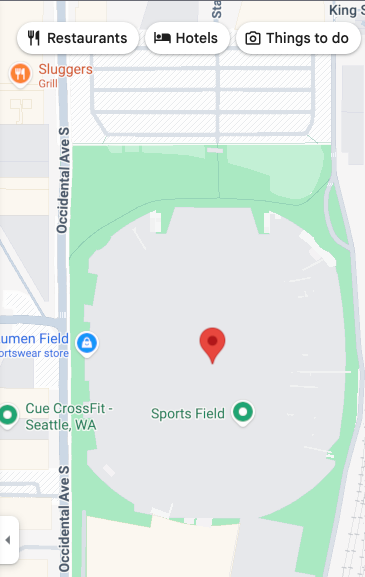 King S
Sta
Restaurants
Hotels
Things to do
Sluggers
Grill
Occidental Ave S
umen Field
ortswear store
Cue CrossFit -
Seattle, WA
Sports Field
Occidental Ave S